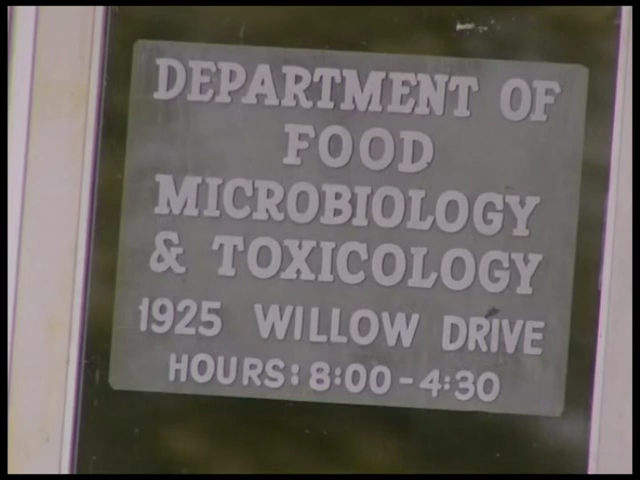 DEPARTMENT OF
FOOD
MICROBIOLOGY
& TOXICOLOGY
1925 WILLOW DRIVE
HOURS: 8:00-4:30